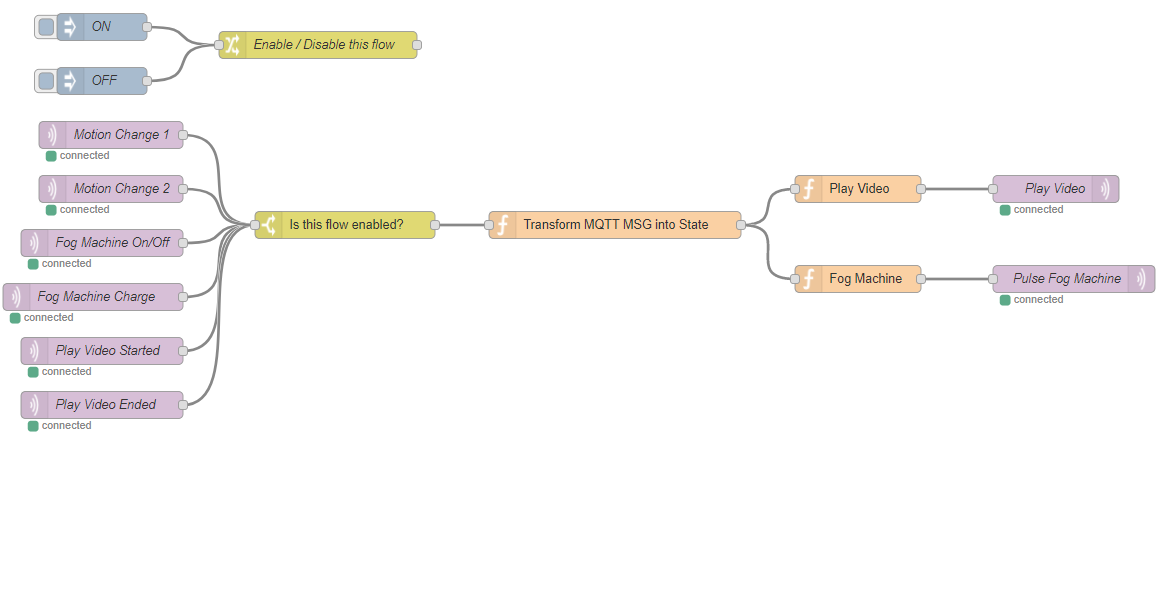 ON
Enable / Disable this flow
OFF
Motion Change 1
connected
Motion Change 2
connected
Fog Machine On/Off
connected
Fog Machine Charge
connected
Play Video Started
connected
Play Video Ended
connected
Is this flow enabled?
Transform MQTT MSG into State
Play Video
Play Video
connected
Fog Machine
Pulse Fog Machine
connected